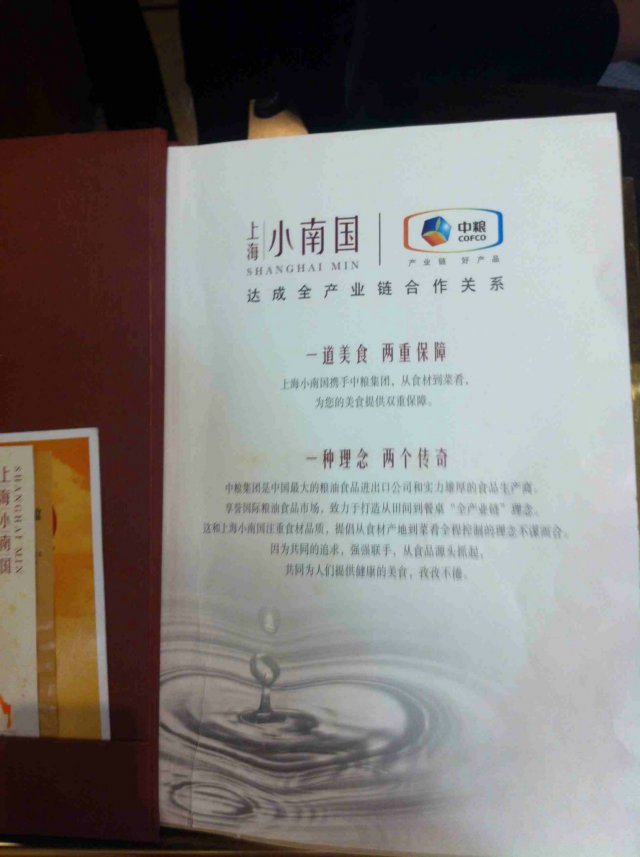 上海 小南国
SHANGHAI MIN
中粮
COFCO
产业链 好产品
达成全产业链合作关系
一道美食 两重保障
上海小南国携手中粮集团，从食材到菜肴，
为您的美食提供双重保障。
一种理念 两个传奇
中粮集团是中国最大的粮油食品进出口公司和实力雄厚的食品生产商。
享誉国际粮油食品市场，致力于打造从田间到餐桌“全产业链”理念。
这和上海小南国注重食材品质，提倡从食材产地到菜肴全程控制的理念不谋而合。
因为共同的追求，强强联手，从食品源头抓起，
共同为人们提供健康的美食，孜孜不倦。
SHANGHAI MIN
上海小南国